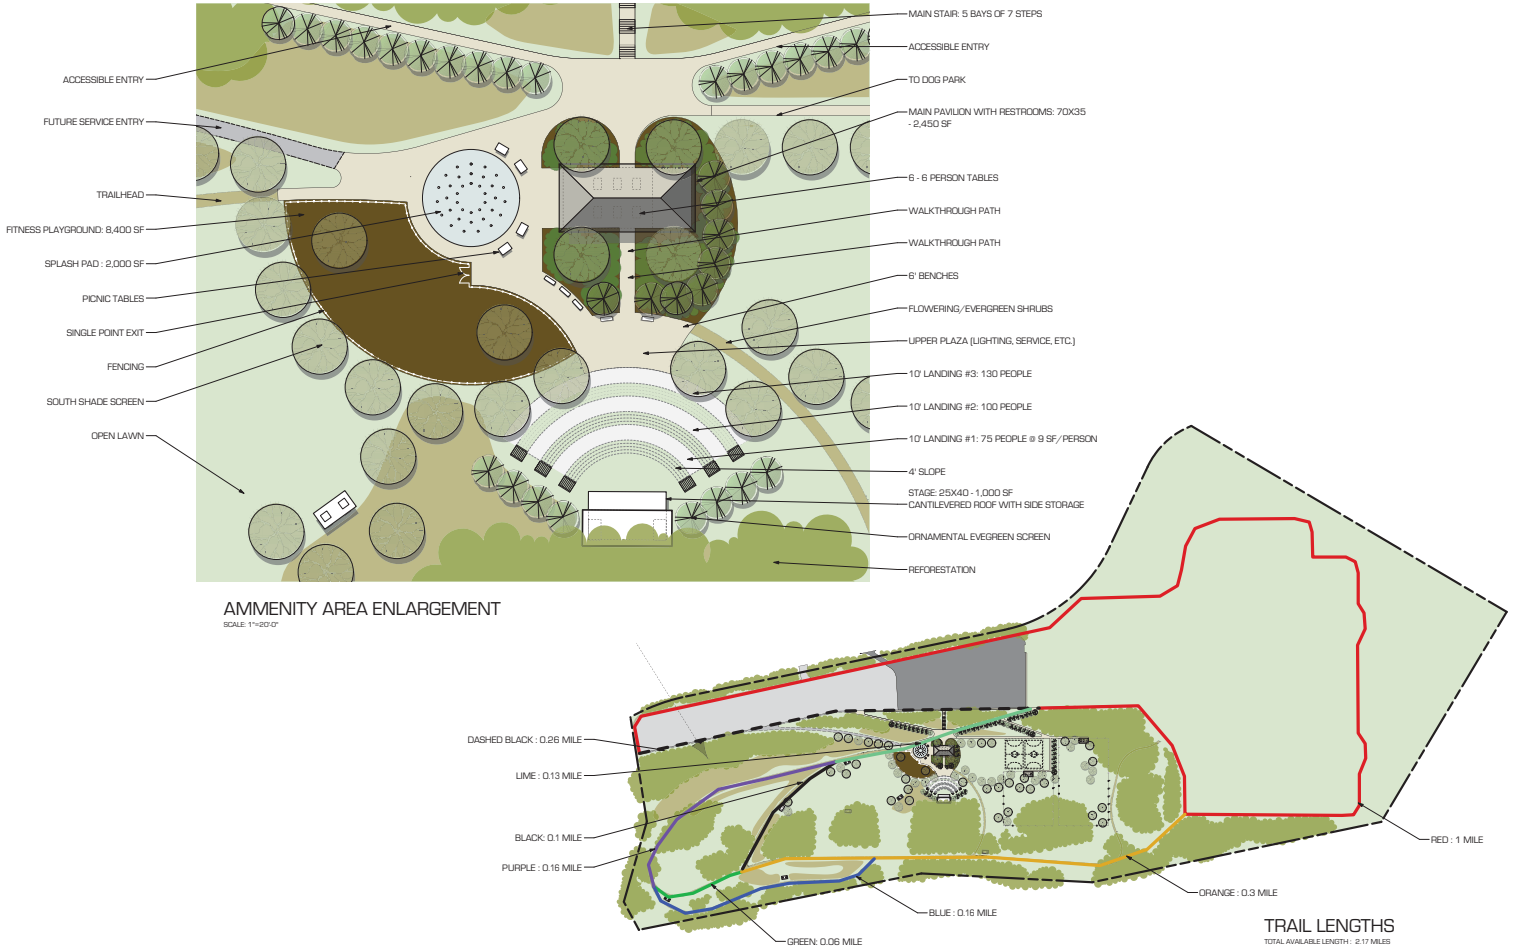 MAIN STAIR: 5 BAYS OF 7 STEPS
ACCESSIBLE ENTRY
TO DOG PARK
MAIN PAVILION WITH RESTROOMS: 70X35
- 2,450 SF
6 - 6 PERSON TABLES
WALKTHROUGH PATH
WALKTHROUGH PATH
6' BENCHES
FLOWERING/EVERGREEN SHRUBS
UPPER PLAZA (LIGHTING, SERVICE, ETC.)
10' LANDING #3: 130 PEOPLE
10' LANDING #2: 100 PEOPLE
10' LANDING #1: 75 PEOPLE @ 9 SF/PERSON
4' SLOPE
STAGE: 25X40 - 1,000 SF
CANTILEVERED ROOF WITH SIDE STORAGE
ORNAMENTAL EVEGREEN SCREEN
REFORESTATION
ACCESSIBLE ENTRY
FUTURE SERVICE ENTRY
TRAILHEAD
FITNESS PLAYGROUND: 8,400 SF
SPLASH PAD : 2,000 SF
PICNIC TABLES
SINGLE POINT EXIT
FENCING
SOUTH SHADE SCREEN
OPEN LAWN
AMMENITY AREA ENLARGEMENT
SCALE: 1"=20'-0"
DASHED BLACK : 0.26 MILE
LIME : 0.13 MILE
BLACK: 0.1 MILE
PURPLE : 0.16 MILE
GREEN: 0.06 MILE
BLUE : 0.16 MILE
ORANGE : 0.3 MILE
RED : 1 MILE
TRAIL LENGTHS
TOTAL AVAILABLE LENGTH : 2.17 MILES